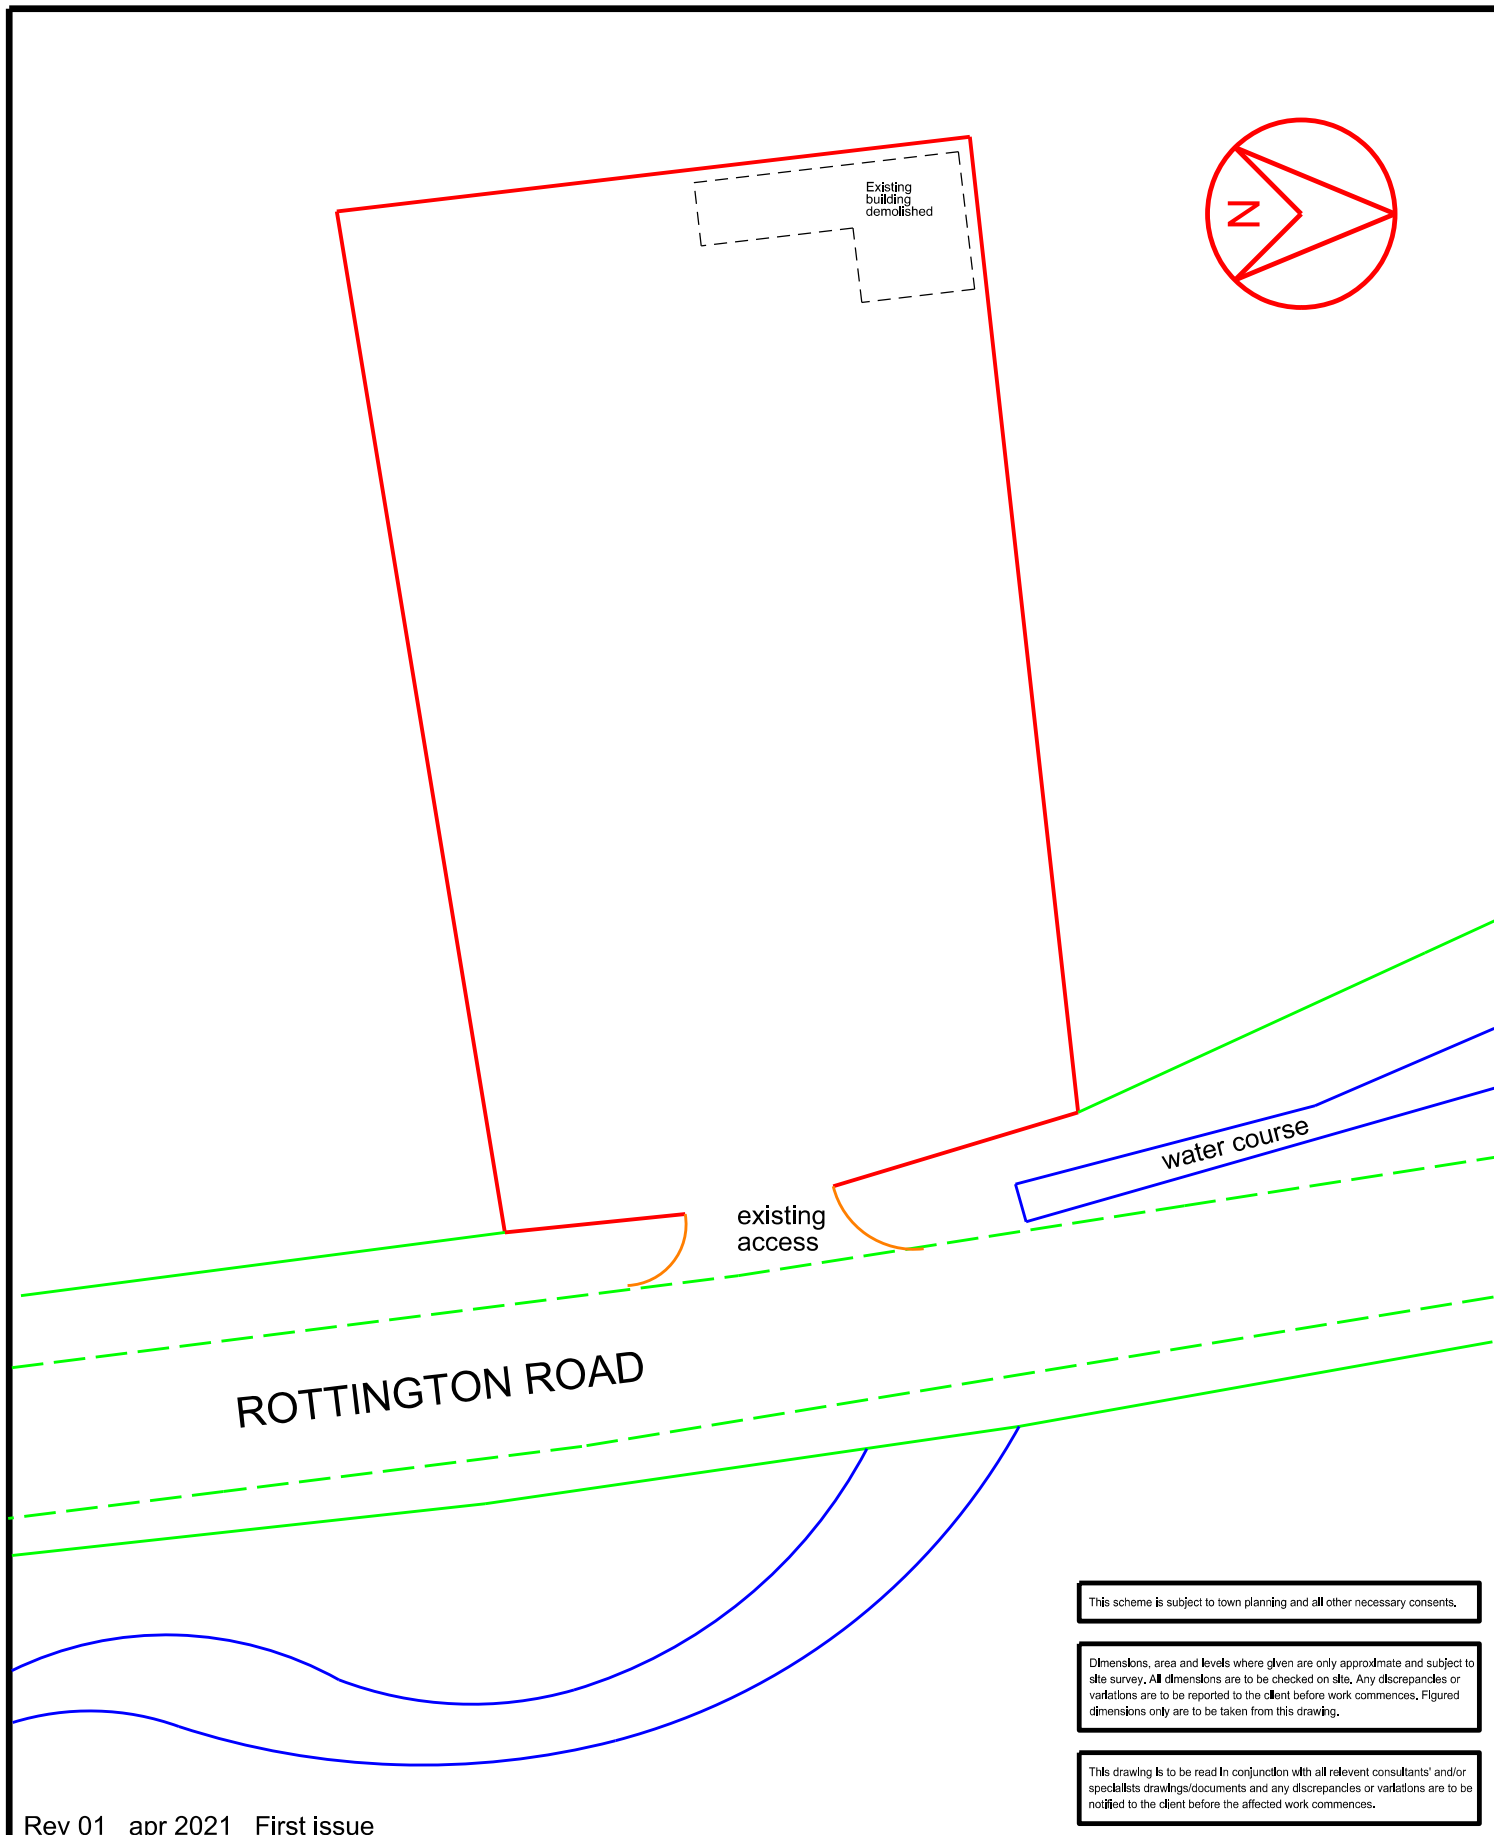 Existing
building
demolished
N
existing
access
water course
ROTTINGTON ROAD
This scheme is subject to town planning and all other necessary consents.
Dimensions, area and levels where given are only approximate and subject to
site survey. All dimensions are to be checked on site. Any discrepancies or
variations are to be reported to the client before work commences. Figured
dimensions only are to be taken from this drawing.
This drawing is to be read in conjunction with all relevent consultants' and/or
specialists drawings/documents and any discrepancies or variations are to be
notified to the client before the affected work commences.
Rev 01 apr 2021 First issue